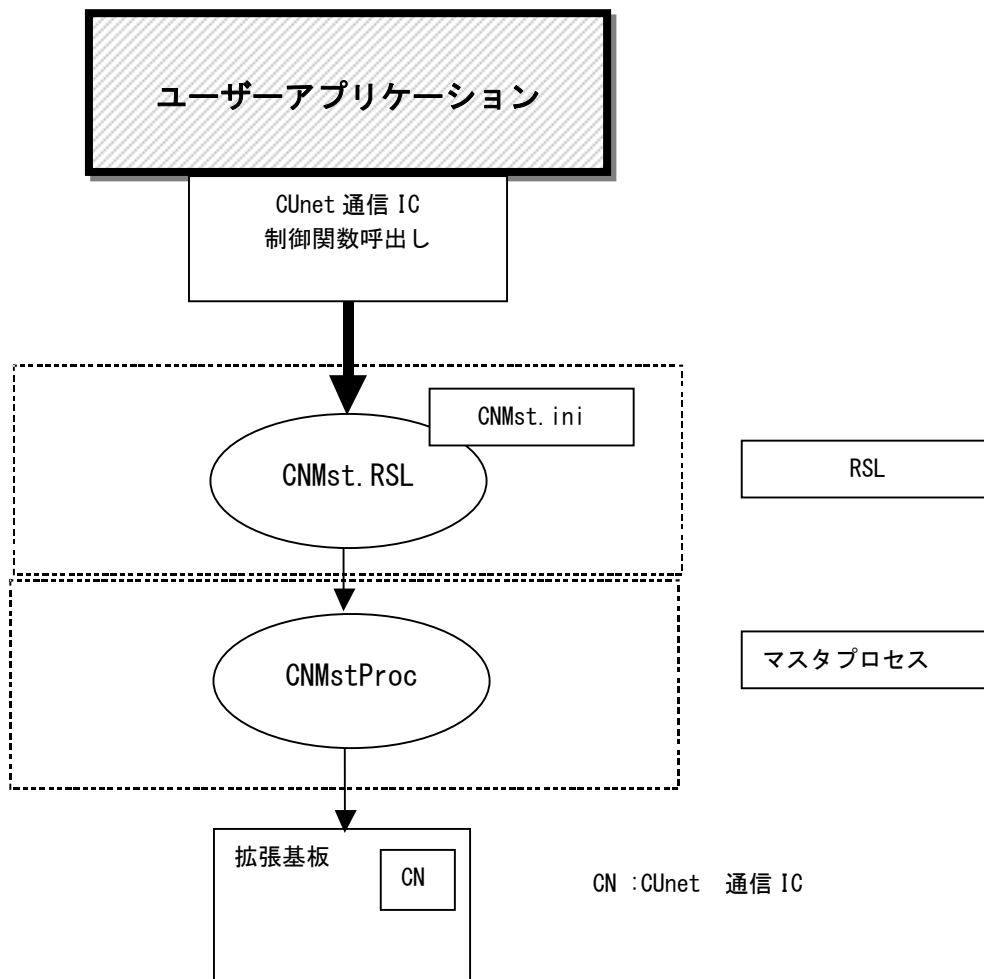 ユーザーアプリケーション
CUnet 通信 IC
制御関数呼出し
CNMst.ini
CNMst.RSL
RSL
CNMstProc
マスタプロセス
拡張基板
CN
CN :CUnet 通信 IC